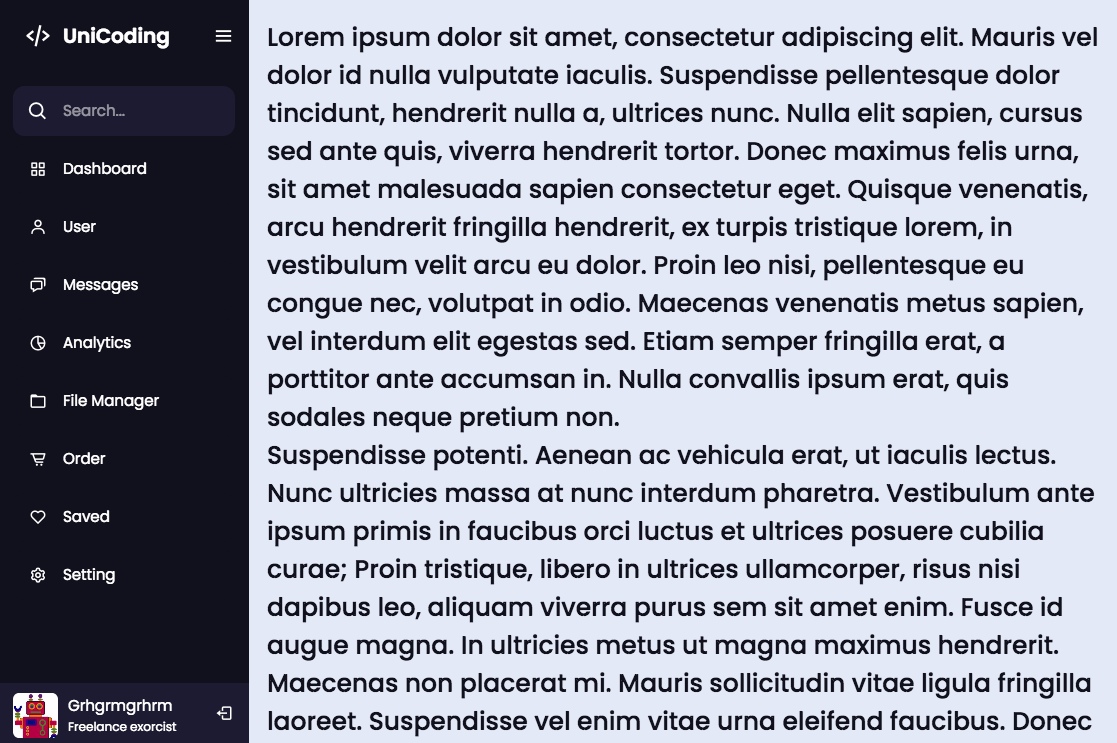 UniCoding
Search...
Dashboard
User
Messages
Analytics
File Manager
Order
Saved
Setting
Grhgrmgrhrm
Freelance exorcist
Lorem ipsum dolor sit amet, consectetur adipiscing elit. Mauris vel
dolor id nulla vulputate iaculis. Suspendisse pellentesque dolor
tincidunt, hendrerit nulla a, ultrices nunc. Nulla elit sapien, cursus
sed ante quis, viverra hendrerit tortor. Donec maximus felis urna,
sit amet malesuada sapien consectetur eget. Quisque venenatis,
arcu hendrerit fringilla hendrerit, ex turpis tristique lorem, in
vestibulum velit arcu eu dolor. Proin leo nisi, pellentesque eu
congue nec, volutpat in odio. Maecenas venenatis metus sapien,
vel interdum elit egestas sed. Etiam semper fringilla erat, a
porttitor ante accumsan in. Nulla convallis ipsum erat, quis
sodales neque pretium non.
Suspendisse potenti. Aenean ac vehicula erat, ut iaculis lectus.
Nunc ultricies massa at nunc interdum pharetra. Vestibulum ante
ipsum primis in faucibus orci luctus et ultrices posuere cubilia
curae; Proin tristique, libero in ultrices ullamcorper, risus nisi
dapibus leo, aliquam viverra purus sem sit amet enim. Fusce id
augue magna. In ultricies metus ut magna maximus hendrerit.
Maecenas non placerat mi. Mauris sollicitudin vitae ligula fringilla
laoreet. Suspendisse vel enim vitae urna eleifend faucibus. Donec